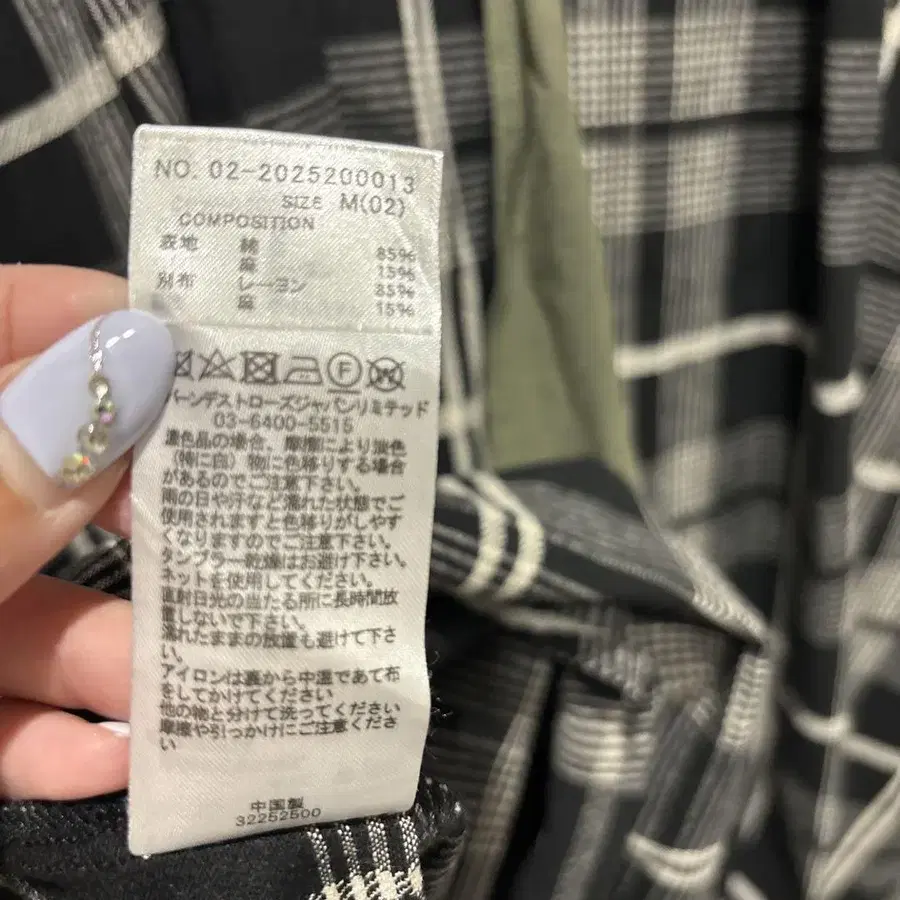 NO. 02-2025200013
SIZE M(02)
COMPOSITION
表地 綿 85%
麻 15%
別布 レーヨン 85%
麻 15%
F
バーンデストローズジャパンリミテッド
03-6400-5515
濃色品の場合、摩擦により淡色
(特に白)物に色移りする場合
があるのでご注意下さい。
雨の日や汗など濡れた状態でご
使用されますと色移りがしやす
くなりますのでご注意下さい。
タンブラー乾燥はお避け下さい。
ネットを使用してください。
直射日光の当たる所に長時間放
置しないで下さい。
濡れたままの放置も避けて下さ
い。
アイロンは裏から中温であて布
をしてかけてください
他の物と分けて洗ってください
摩擦や引っかけにご注意くださ
い
中国製
32252500